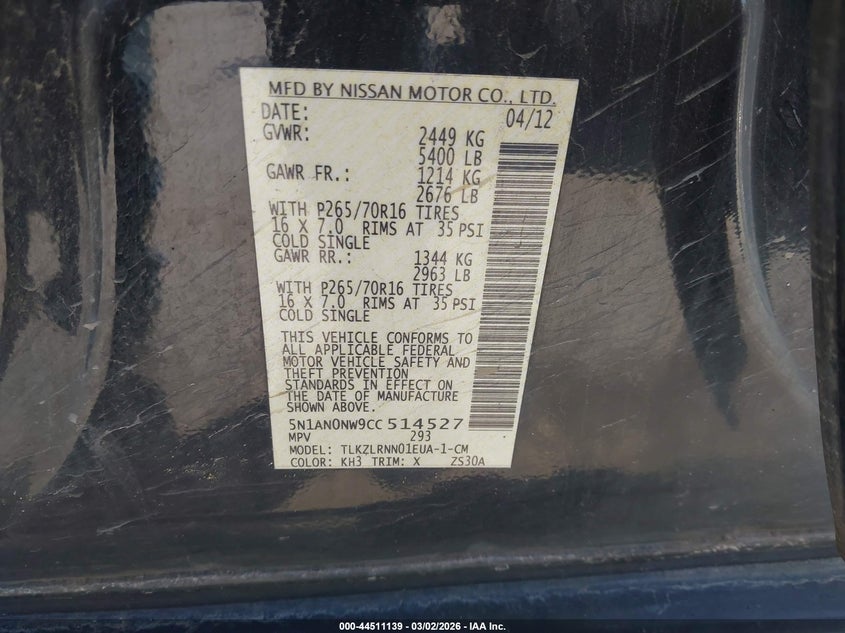 MFD BY NISSAN MOTOR CO., LTD.
DATE: 04/12
GVWR: 2449 KG
5400 LB
GAWR FR.: 1214 KG
2676 LB
WITH P265/70R16 TIRES
16 X 7.0 RIMS AT 35 PSI
COLD SINGLE
GAWR RR.: 1344 KG
2963 LB
WITH P265/70R16 TIRES
16 X 7.0 RIMS AT 35 PSI
COLD SINGLE
THIS VEHICLE CONFORMS TO
ALL APPLICABLE FEDERAL
MOTOR VEHICLE SAFETY AND
THEFT PREVENTION
STANDARDS IN EFFECT ON
THE DATE OF MANUFACTURE
SHOWN ABOVE.
5N1AN0NW9CC514527
MPV 293
MODEL: TLKZLRNN01EUA-1-CM
COLOR: KH3 TRIM: X ZS30A
000-44511139 - 03/02/2026 - IAA Inc.